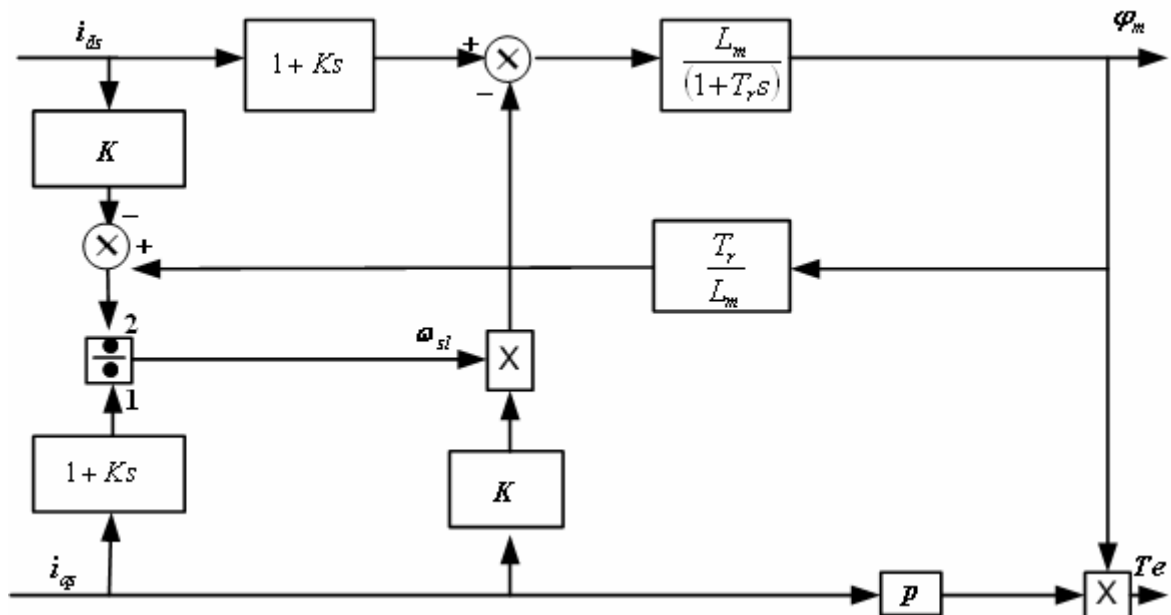 i_ds
1 + Ks
+
−
L_m
(1+T_r s)
φ_m
K
−
+
T_r
L_m
2
ω_sl
X
1
1 + Ks
K
i_qs
p
X
Te